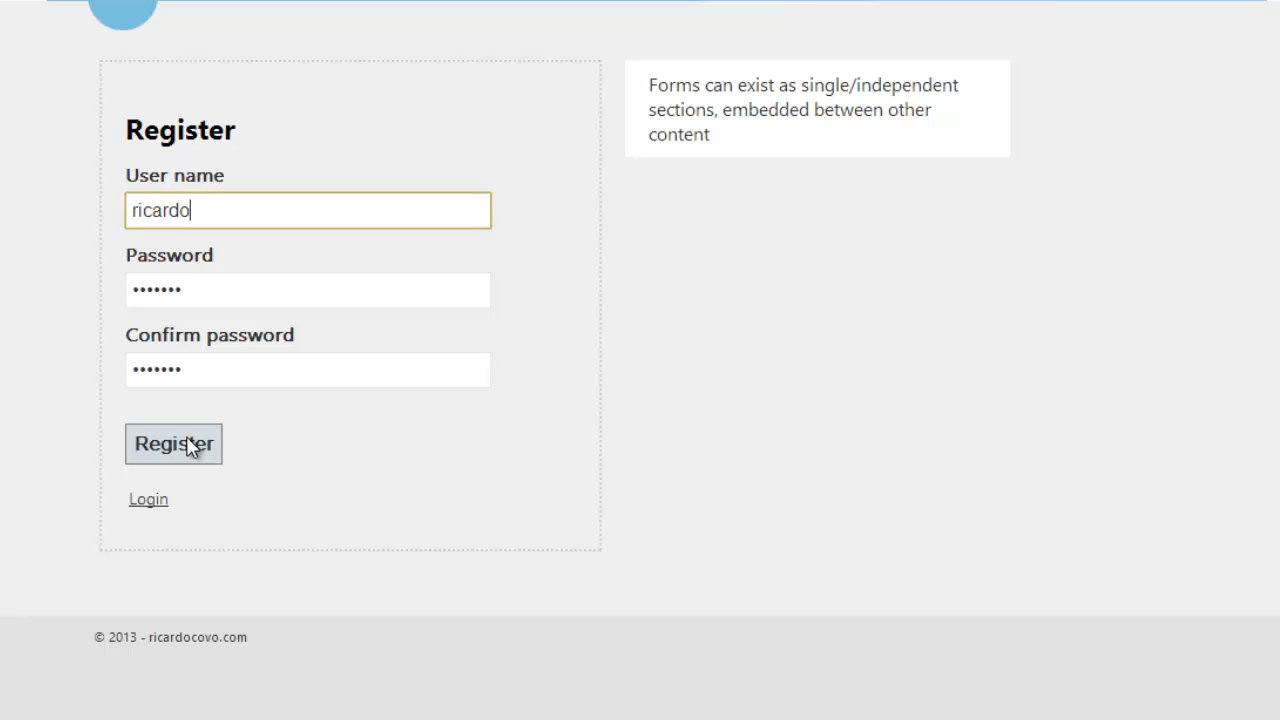 Register
User name
ricardo
Password
•••••••
Confirm password
•••••••
Register
Login
Forms can exist as single/independent
sections, embedded between other
content
© 2013 - ricardocovo.com